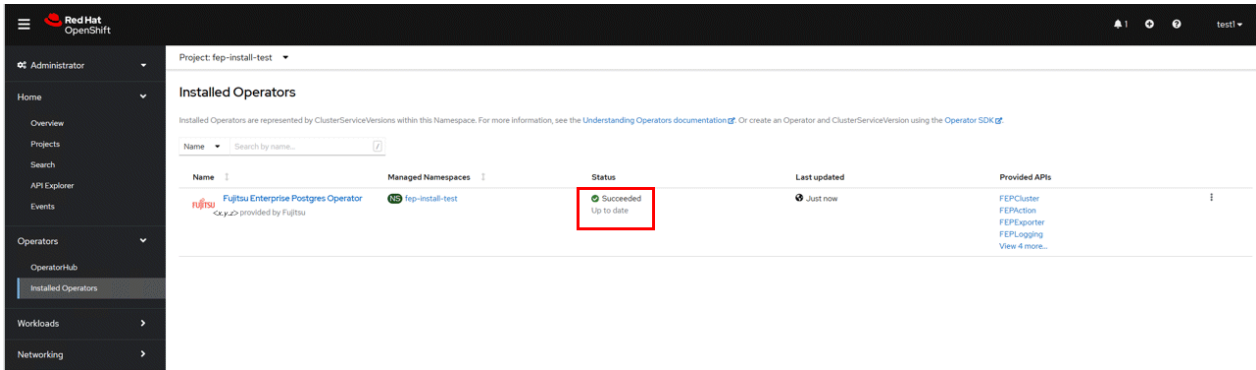 Red Hat
OpenShift
1
test1
Administrator
Project: fep-install-test
Home
Overview
Projects
Search
API Explorer
Events
Operators
OperatorHub
Installed Operators
Workloads
Networking
Installed Operators
Installed Operators are represented by ClusterServiceVersions within this Namespace. For more information, see the Understanding Operators documentation. Or create an Operator and ClusterServiceVersion using the Operator SDK.
Name Search by name... /
Name Managed Namespaces Status Last updated Provided APIs
FUJITSU Fujitsu Enterprise Postgres Operator NS fep-install-test Succeeded Just now FEPCluster
<x.y.z> provided by Fujitsu Up to date FEPAction
FEPExporter
FEPLogging
View 4 more...